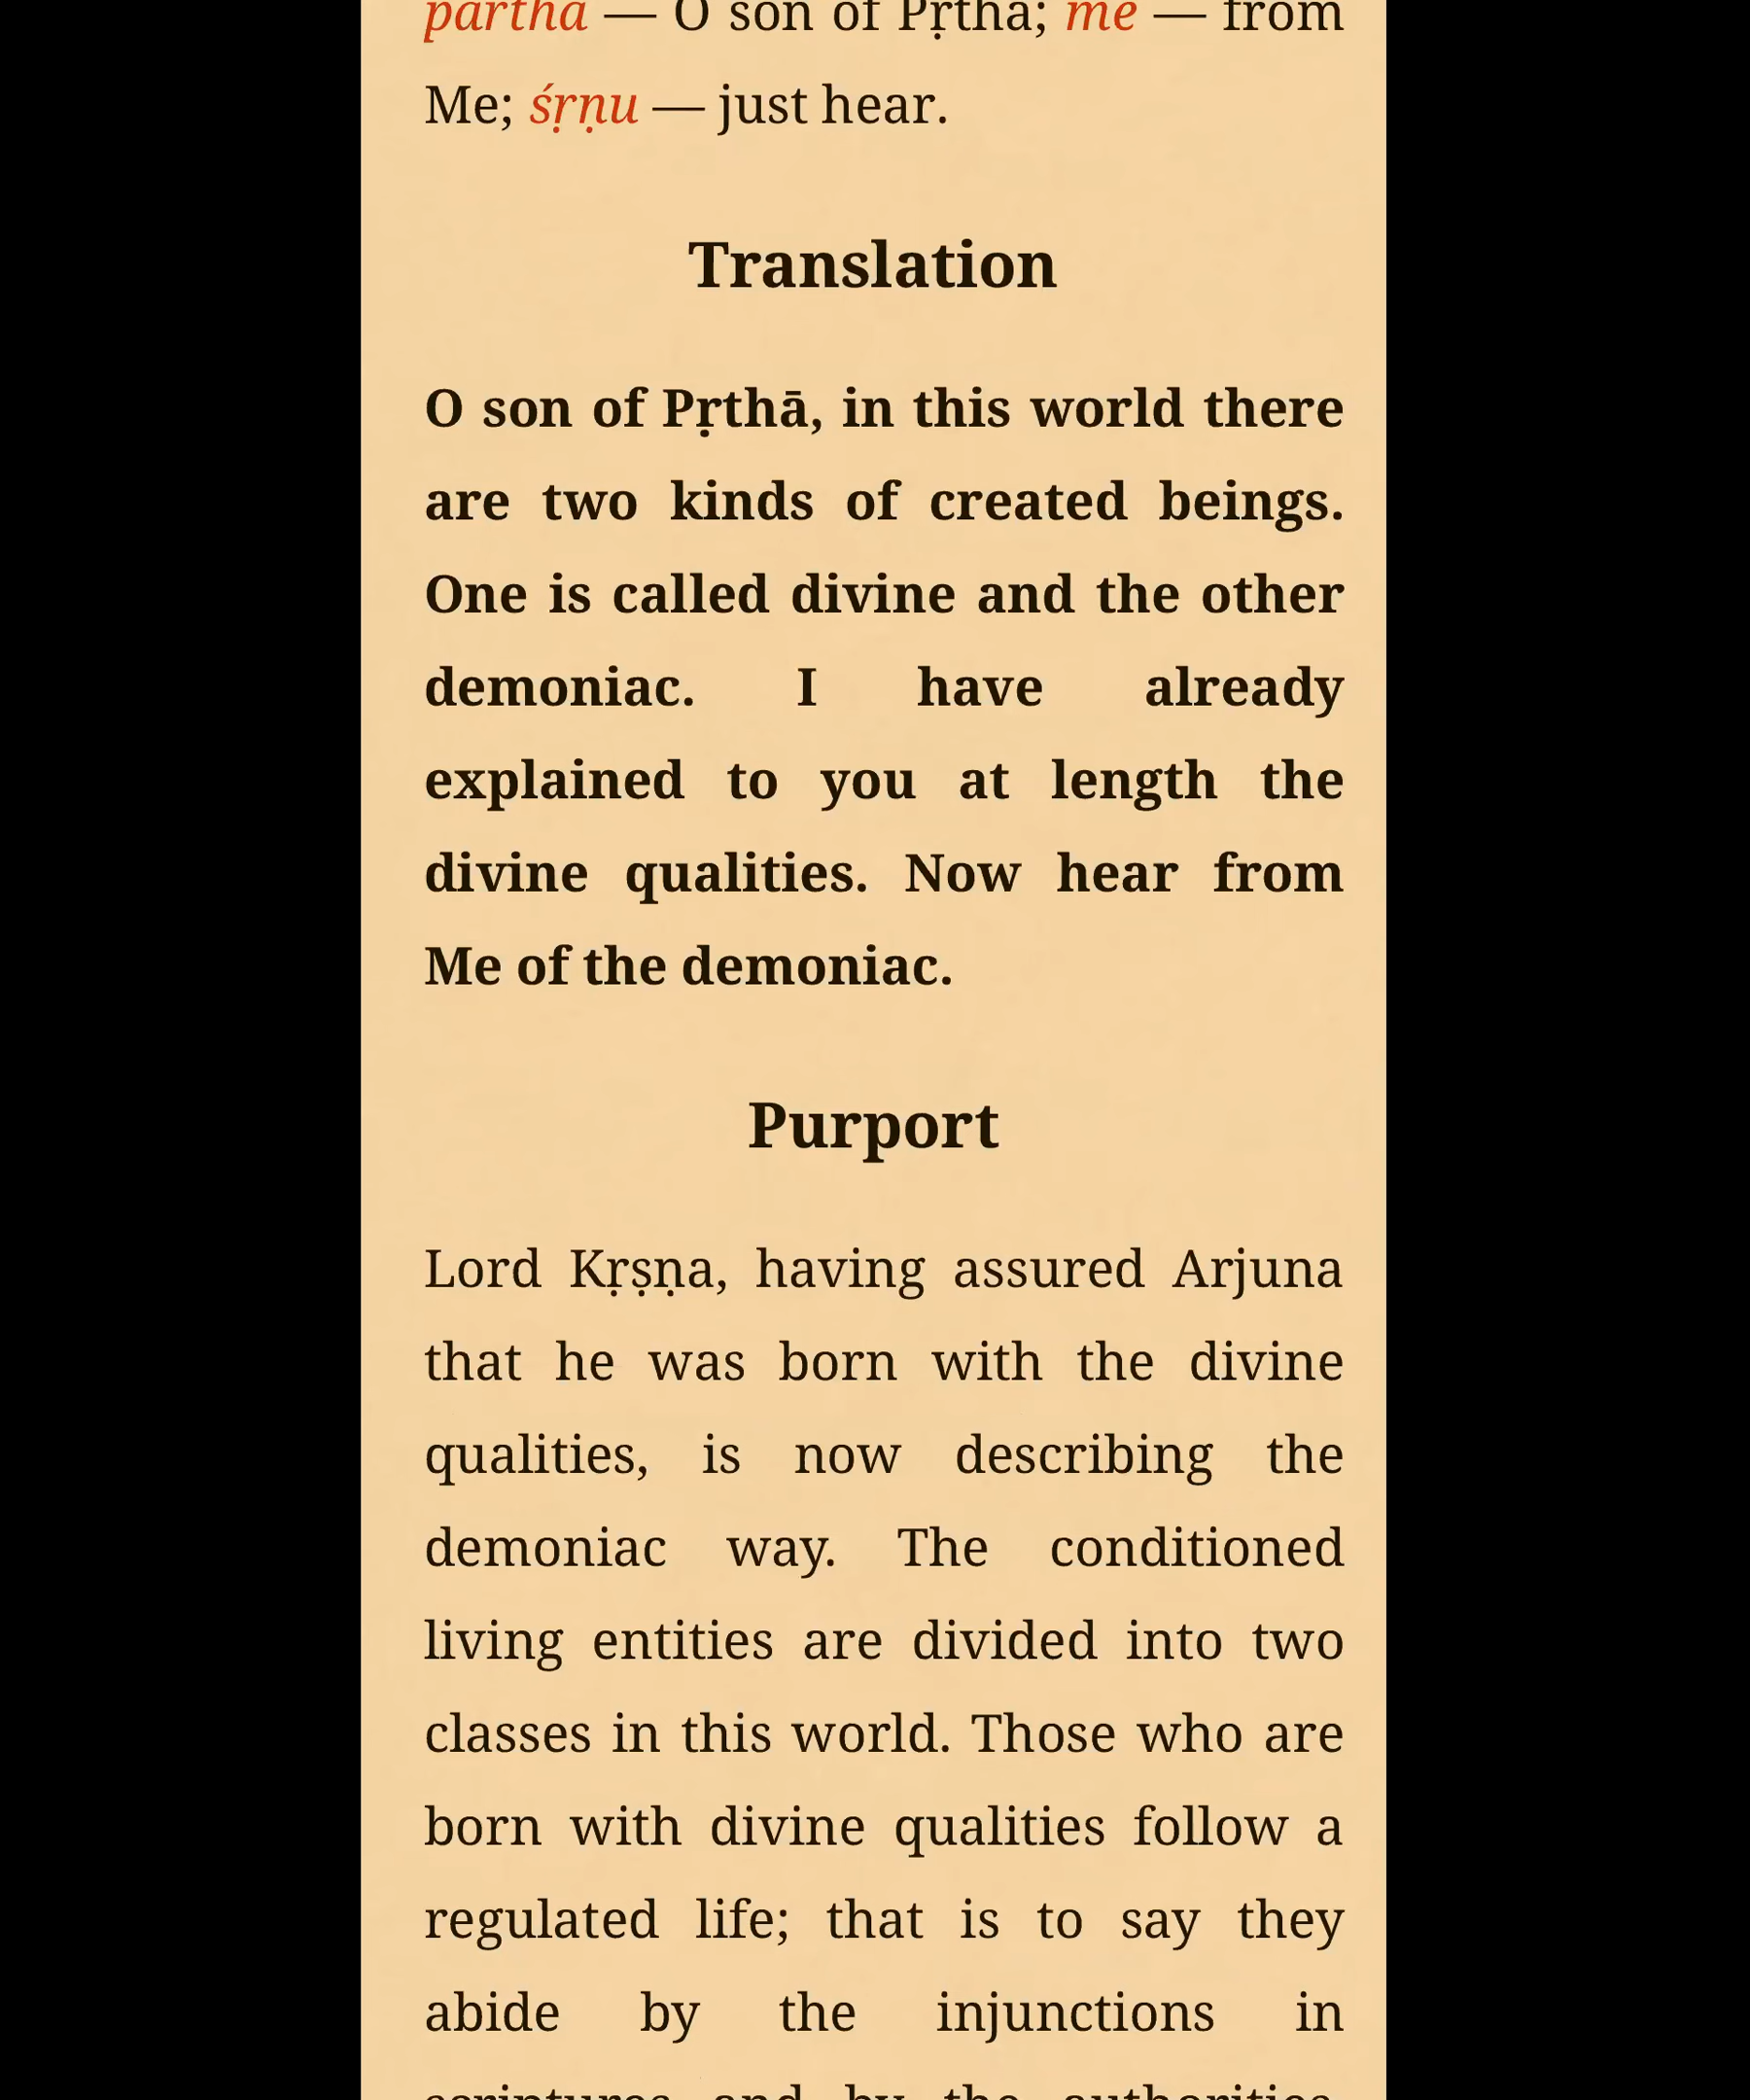 pārtha — O son of Pṛthā; me — from
Me; śṛṇu — just hear.
Translation
O son of Pṛthā, in this world there
are two kinds of created beings.
One is called divine and the other
demoniac. I have already
explained to you at length the
divine qualities. Now hear from
Me of the demoniac.
Purport
Lord Kṛṣṇa, having assured Arjuna
that he was born with the divine
qualities, is now describing the
demoniac way. The conditioned
living entities are divided into two
classes in this world. Those who are
born with divine qualities follow a
regulated life; that is to say they
abide by the injunctions in
scriptures and by the authorities.